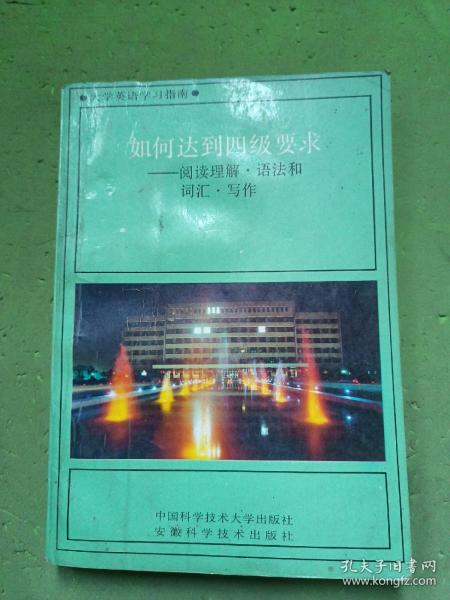 ●大学英语学习指南●
如何达到四级要求
——阅读理解·语法和
词汇·写作
中国科学技术大学出版社
安徽科学技术出版社
孔夫子旧书网
www.kongfz.com